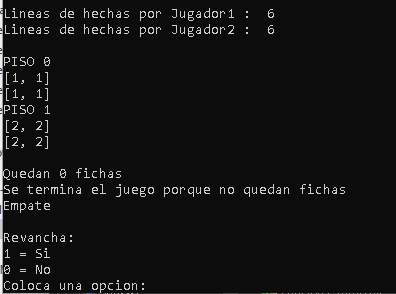 Lineas de hechas por Jugador1 :  6
Lineas de hechas por Jugador2 :  6
PISO 0
[1, 1]
[1, 1]
PISO 1
[2, 2]
[2, 2]
Quedan 0 fichas
Se termina el juego porque no quedan fichas
Empate
Revancha:
1 = Si
0 = No
Coloca una opcion: